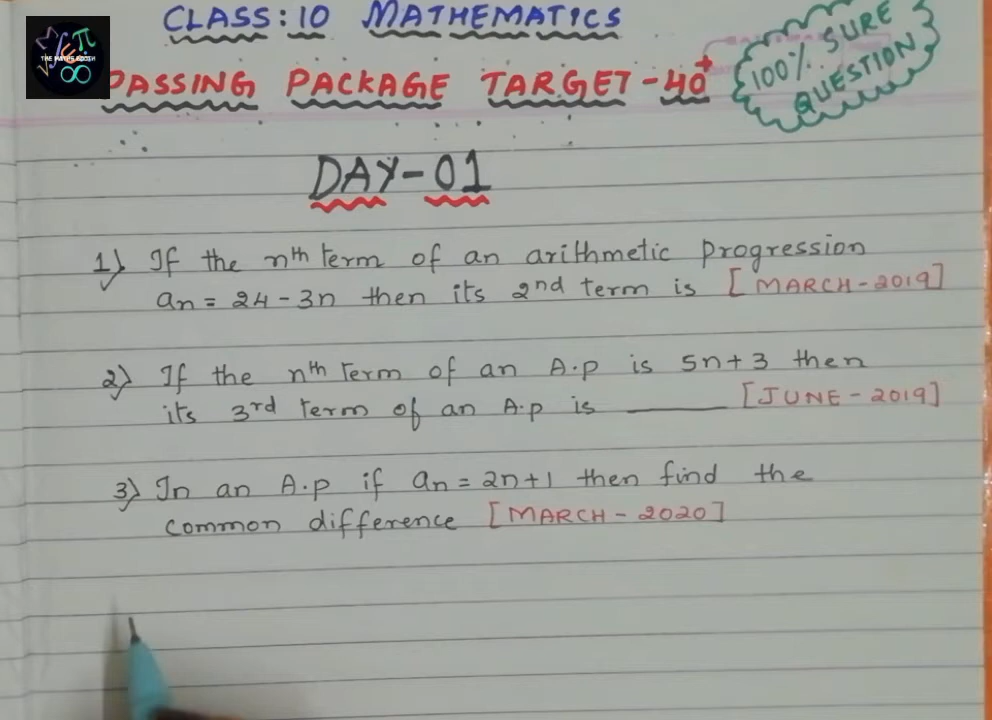 CLASS: 10 MATHEMATICS
THE MATHS BOOTH
PASSING PACKAGE TARGET-40+
100% SURE
QUESTION
DAY-01
1) If the nth term of an arithmetic progression
an = 24-3n then its 2nd term is [MARCH-2019]
2) If the nth term of an A.p is 5n+3 then
its 3rd term of an A.p is ______ [JUNE-2019]
3) In an A.p if an = 2n+1 then find the
common difference [MARCH-2020]